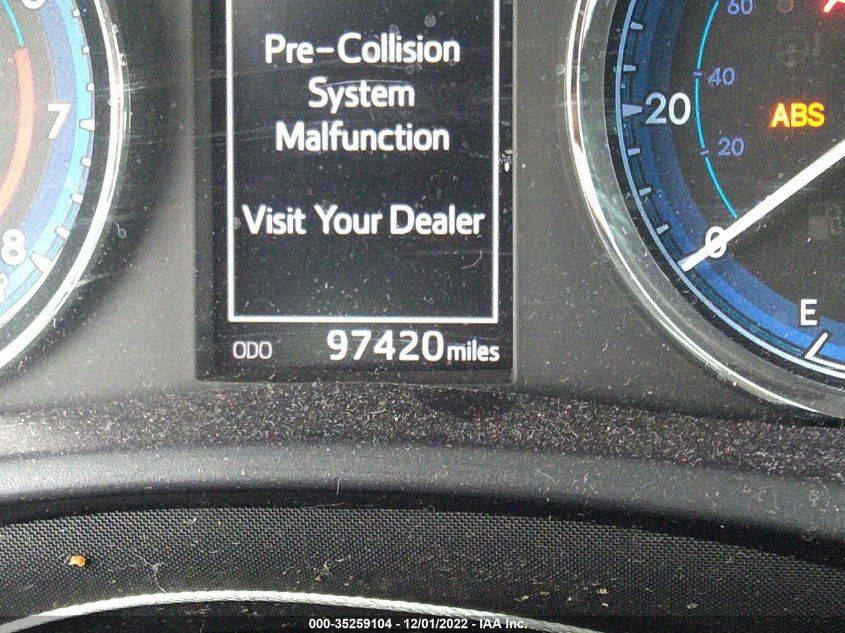 Pre-Collision
System
Malfunction
Visit Your Dealer
ODO 97420 miles
7
8
60
40
20
20
0
ABS
E
000-35259104 - 12/01/2022 - IAA Inc.